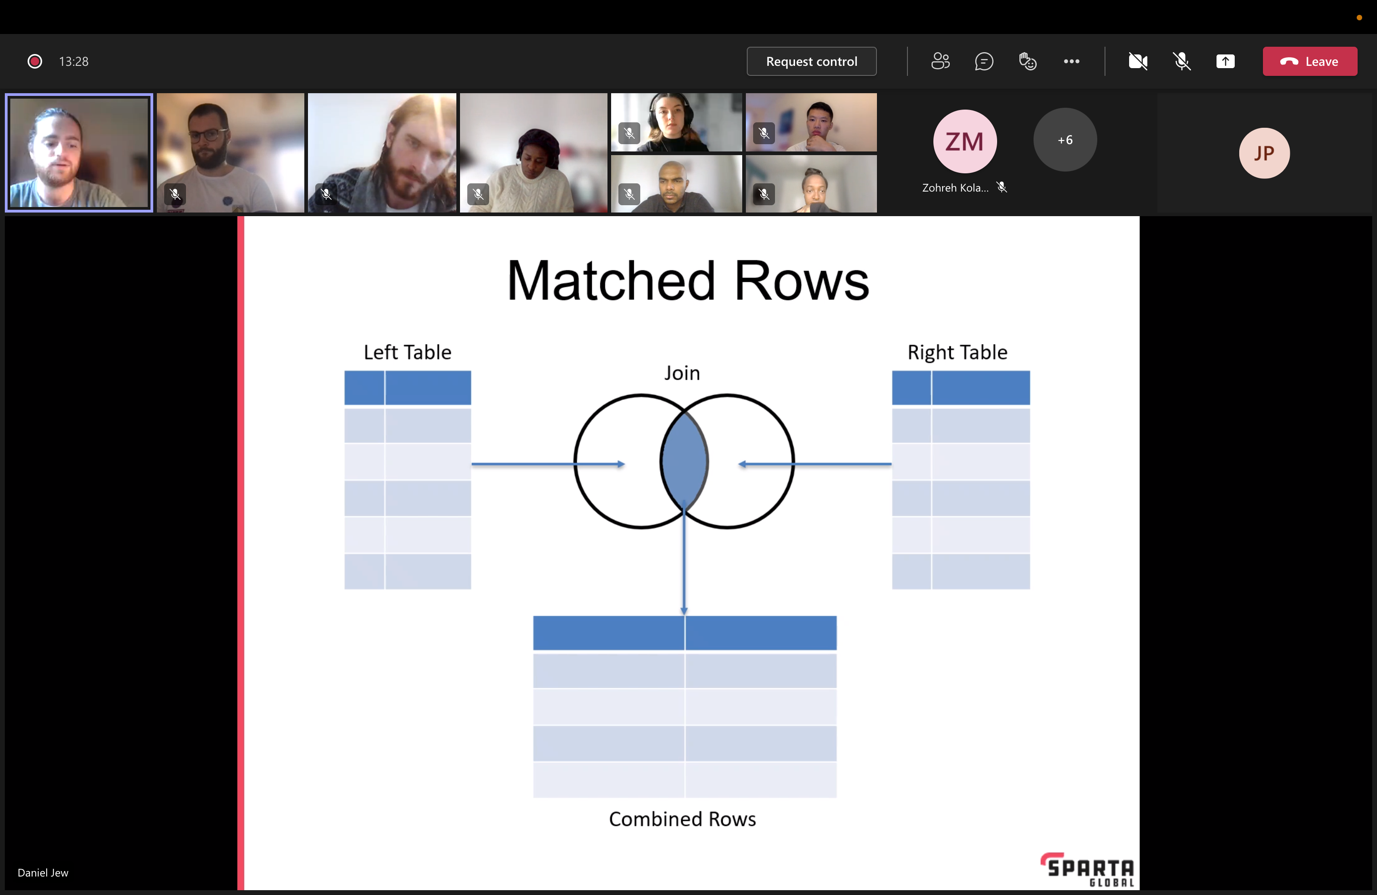 13:28
Request control
Leave
ZM
Zohreh Kola...
+6
JP
Matched Rows
Left Table
Join
Right Table
Combined Rows
Daniel Jew
SPARTA
GLOBAL